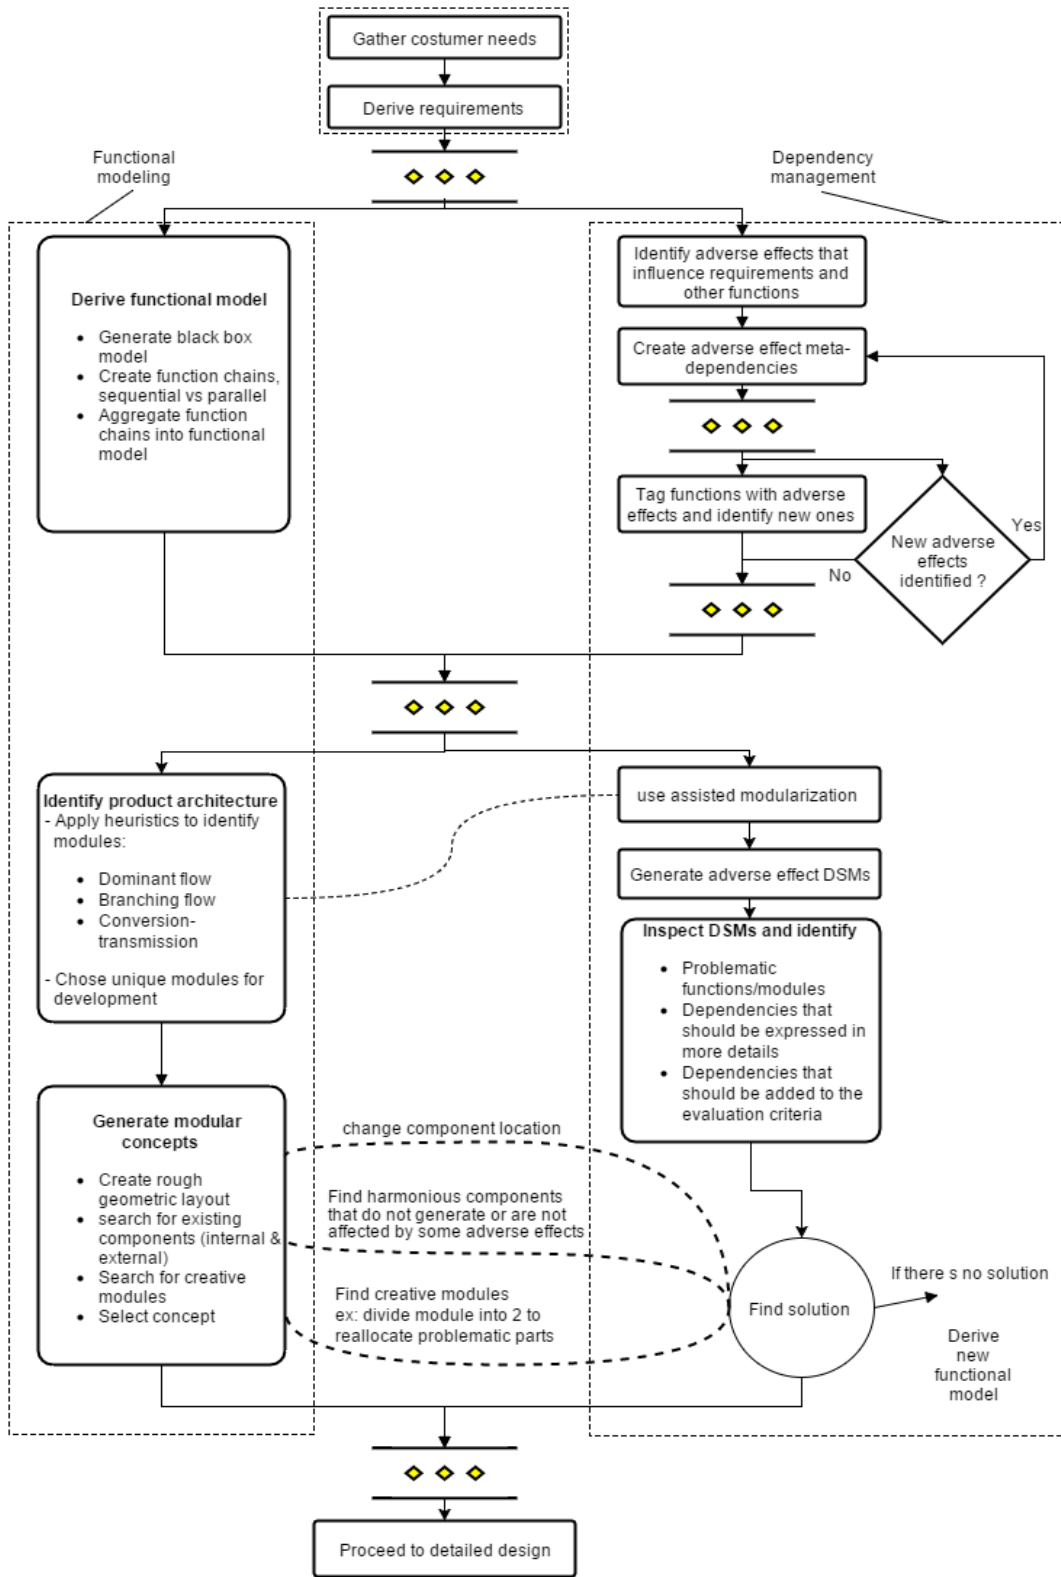 Gather costumer needs
Derive requirements
Functional
modeling
Dependency
management
Derive functional model
• Generate black box
model
• Create function chains,
sequential vs parallel
• Aggregate function
chains into functional
model
Identify adverse effects that
influence requirements and
other functions
Create adverse effect meta-
dependencies
Tag functions with adverse
effects and identify new ones
New adverse
effects
identified ?
Yes
No
Identify product architecture
- Apply heuristics to identify
modules:
• Dominant flow
• Branching flow
• Conversion-
transmission
- Chose unique modules for
development
use assisted modularization
Generate adverse effect DSMs
Inspect DSMs and identify
• Problematic
functions/modules
• Dependencies that
should be expressed in
more details
• Dependencies that
should be added to the
evaluation criteria
Generate modular
concepts
• Create rough
geometric layout
• search for existing
components (internal &
external)
• Search for creative
modules
• Select concept
change component location
Find harmonious components
that do not generate or are not
affected by some adverse effects
Find creative modules
ex: divide module into 2 to
reallocate problematic parts
Find solution
If there s no solution
Derive
new
functional
model
Proceed to detailed design